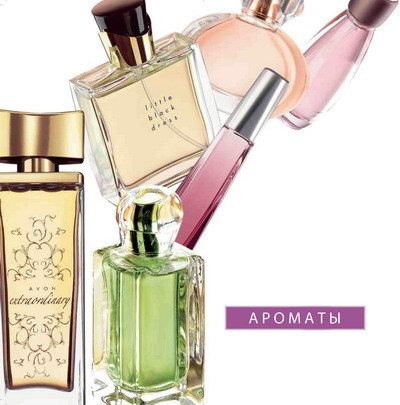 little
black
dress
AVON
extraordinary
АРОМАТЫ